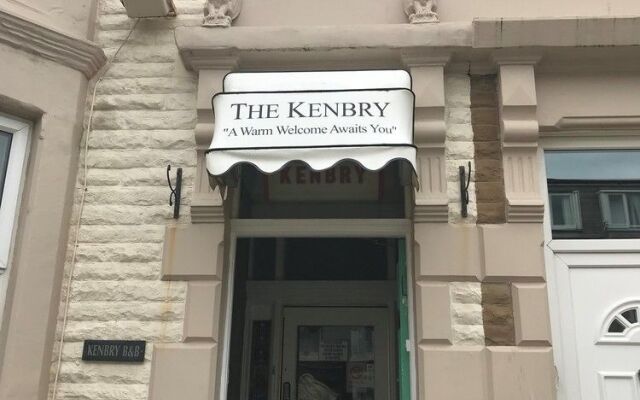 THE KENBRY
"A Warm Welcome Awaits You"
KENBRY
KENBRY B&B